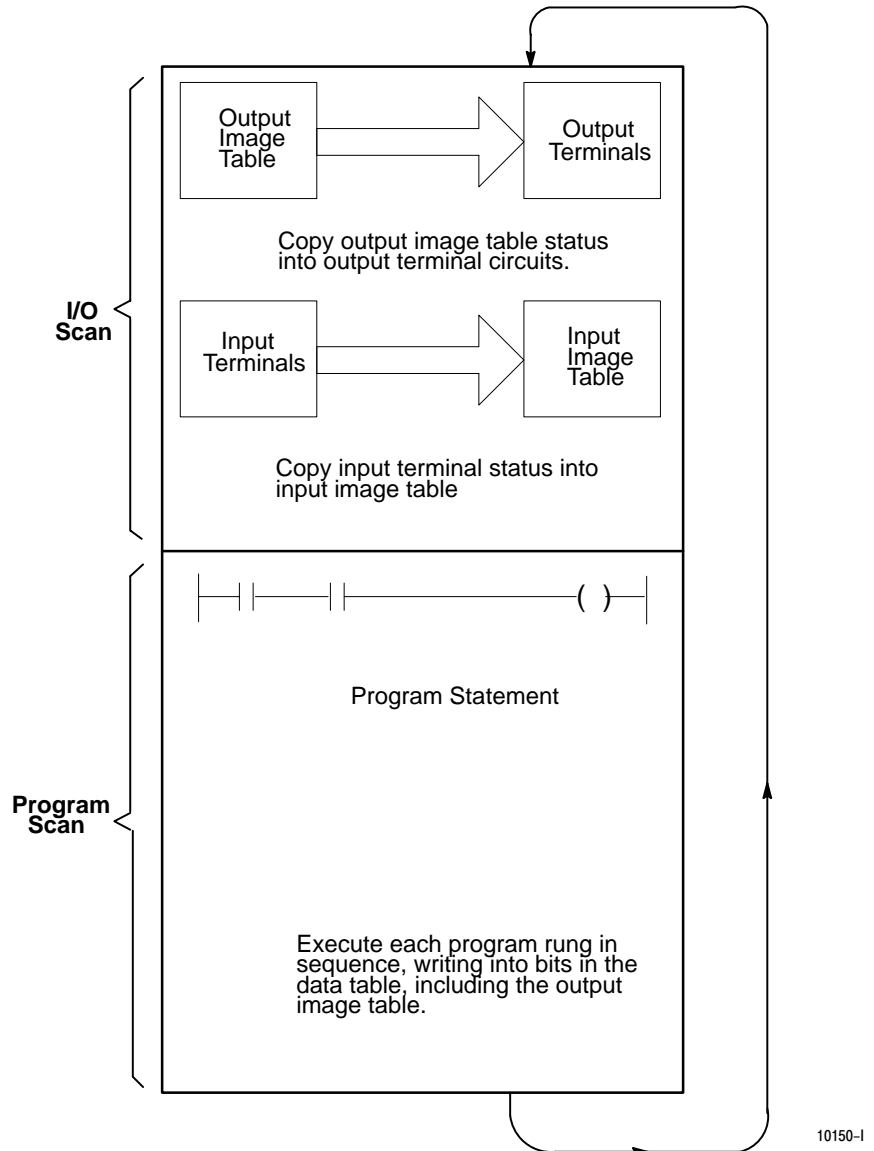 Output
Image
Table
Output
Terminals
Copy output image table status
into output terminal circuits.
I/O
Scan
Input
Terminals
Input
Image
Table
Copy input terminal status into
input image table
( )
Program Statement
Program
Scan
Execute each program rung in
sequence, writing into bits in the
data table, including the output
image table.
10150–I